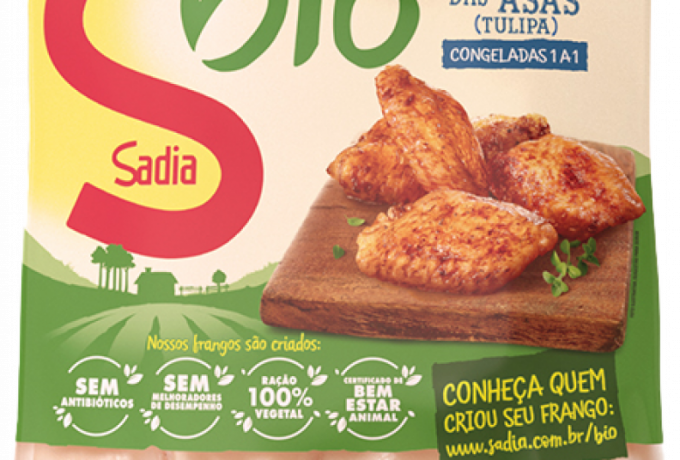 bio
DAS ASAS
(TULIPA)
CONGELADAS 1 A 1
Sadia
Nossos frangos são criados:
SEM
ANTIBIÓTICOS
SEM
MELHORADORES
DE DESEMPENHO
RAÇÃO
100%
VEGETAL
CERTIFICADO DE
BEM
ESTAR
ANIMAL
CONHEÇA QUEM
CRIOU SEU FRANGO:
www.sadia.com.br/bio